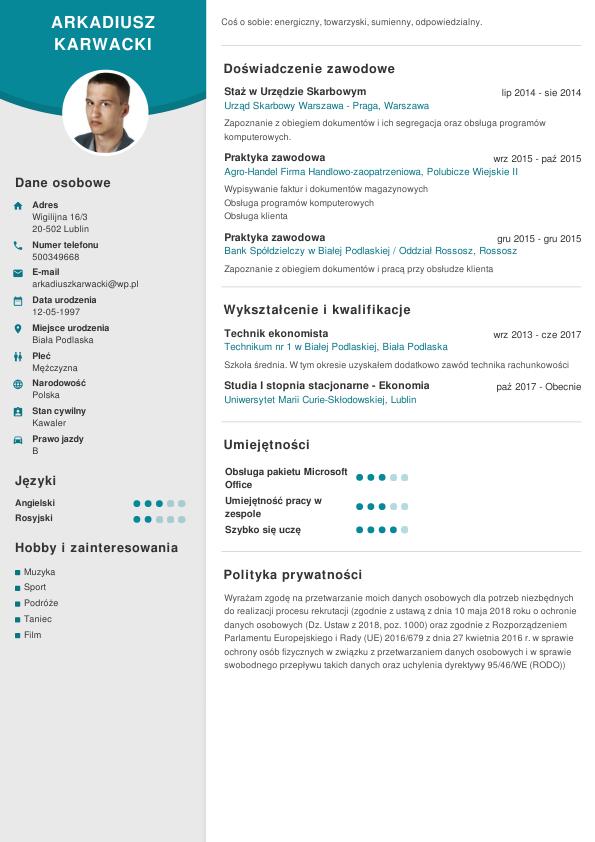 ARKADIUSZ
KARWACKI
Dane osobowe
Adres
Wigilijna 16/3
20-502 Lublin
Numer telefonu
500349668
E-mail
arkadiuszkarwacki@wp.pl
Data urodzenia
12-05-1997
Miejsce urodzenia
Biała Podlaska
Płeć
Mężczyzna
Narodowość
Polska
Stan cywilny
Kawaler
Prawo jazdy
B
Języki
Angielski
Rosyjski
Hobby i zainteresowania
Muzyka
Sport
Podróże
Taniec
Film
Coś o sobie: energiczny, towarzyski, sumienny, odpowiedzialny.
Doświadczenie zawodowe
Staż w Urzędzie Skarbowym lip 2014 - sie 2014
Urząd Skarbowy Warszawa - Praga, Warszawa
Zapoznanie z obiegiem dokumentów i ich segregacja oraz obsługa programów
komputerowych.
Praktyka zawodowa wrz 2015 - paź 2015
Agro-Handel Firma Handlowo-zaopatrzeniowa, Polubicze Wiejskie II
Wypisywanie faktur i dokumentów magazynowych
Obsługa programów komputerowych
Obsługa klienta
Praktyka zawodowa gru 2015 - gru 2015
Bank Spółdzielczy w Białej Podlaskiej / Oddział Rossosz, Rossosz
Zapoznanie z obiegiem dokumentów i pracą przy obsłudze klienta
Wykształcenie i kwalifikacje
Technik ekonomista wrz 2013 - cze 2017
Technikum nr 1 w Białej Podlaskiej, Biała Podlaska
Szkoła średnia. W tym okresie uzyskałem dodatkowo zawód technika rachunkowości
Studia I stopnia stacjonarne - Ekonomia paź 2017 - Obecnie
Uniwersytet Marii Curie-Skłodowskiej, Lublin
Umiejętności
Obsługa pakietu Microsoft
Office
Umiejętność pracy w
zespole
Szybko się uczę
Polityka prywatności
Wyrażam zgodę na przetwarzanie moich danych osobowych dla potrzeb niezbędnych
do realizacji procesu rekrutacji (zgodnie z ustawą z dnia 10 maja 2018 roku o ochronie
danych osobowych (Dz. Ustaw z 2018, poz. 1000) oraz zgodnie z Rozporządzeniem
Parlamentu Europejskiego i Rady (UE) 2016/679 z dnia 27 kwietnia 2016 r. w sprawie
ochrony osób fizycznych w związku z przetwarzaniem danych osobowych i w sprawie
swobodnego przepływu takich danych oraz uchylenia dyrektywy 95/46/WE (RODO))